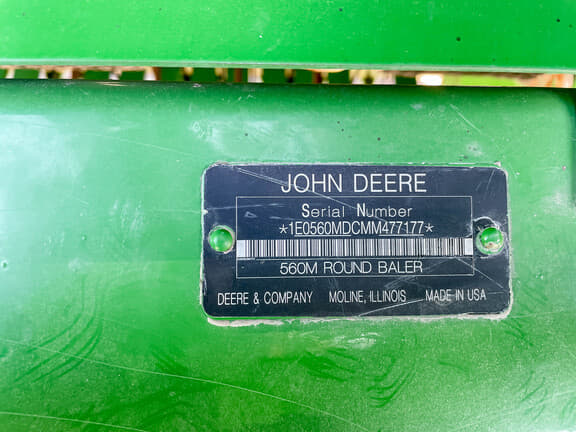 JOHN DEERE
Serial Number
*1E0560MDCMM477177*
560M ROUND BALER
DEERE & COMPANY MOLINE, ILLINOIS MADE IN USA